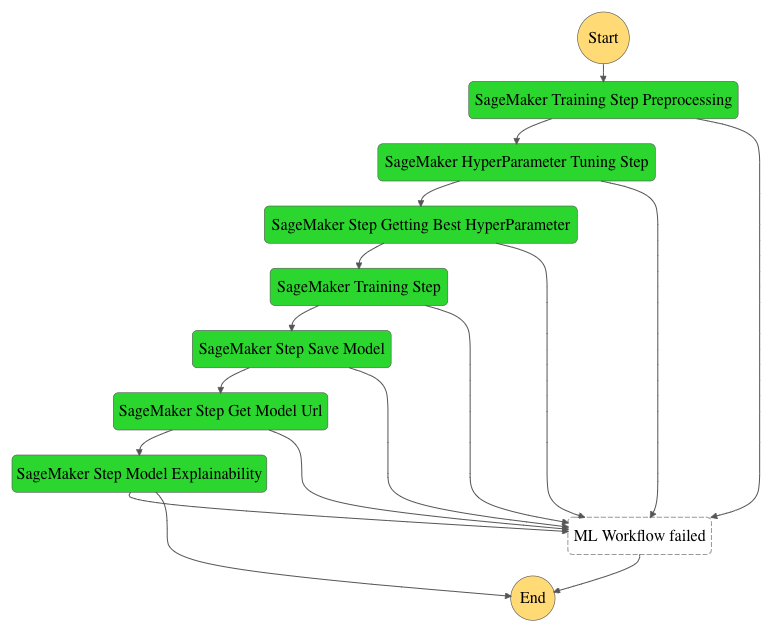 Start
SageMaker Training Step Preprocessing
SageMaker HyperParameter Tuning Step
SageMaker Step Getting Best HyperParameter
SageMaker Training Step
SageMaker Step Save Model
SageMaker Step Get Model Url
SageMaker Step Model Explainability
ML Workflow failed
End